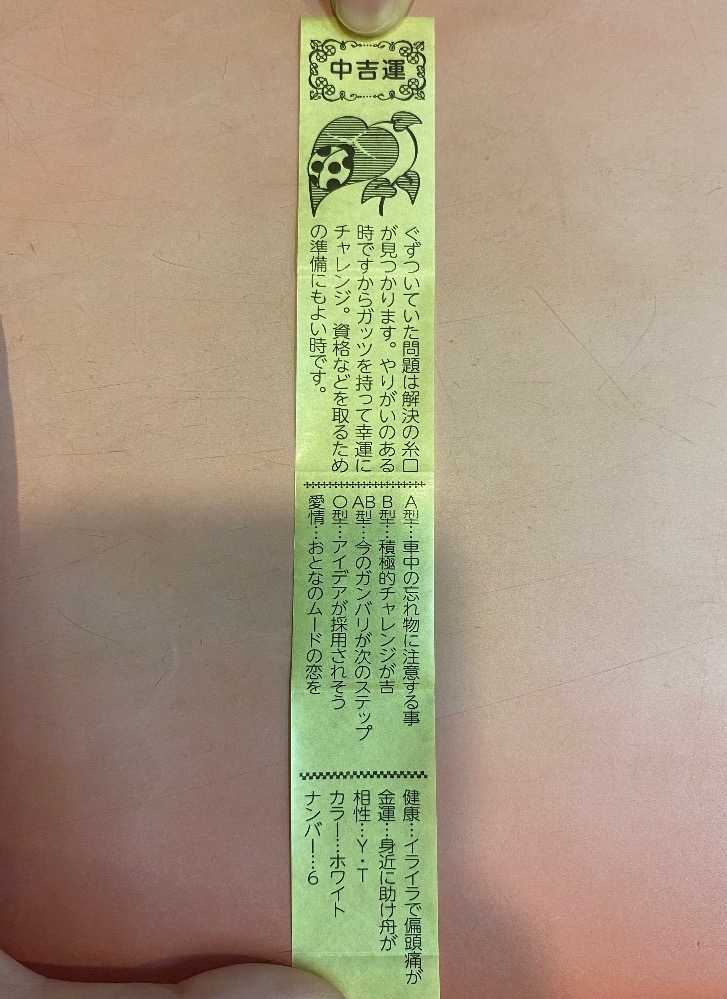 中吉運
ぐずついていた問題は解決の糸口
が見つかります。やりがいのある
時ですからガッツを持って幸運に
チャレンジ。資格などを取るため
の準備にもよい時です。
A型…車中の忘れ物に注意する事
B型…積極的チャレンジが吉
AB型…今のガンバリが次のステップ
O型…アイデアが採用されそう
愛情…おとなのムードの恋を
健康…イライラで偏頭痛が
金運…身近に助け舟が
相性…Y・T
カラー…ホワイト
ナンバー…6